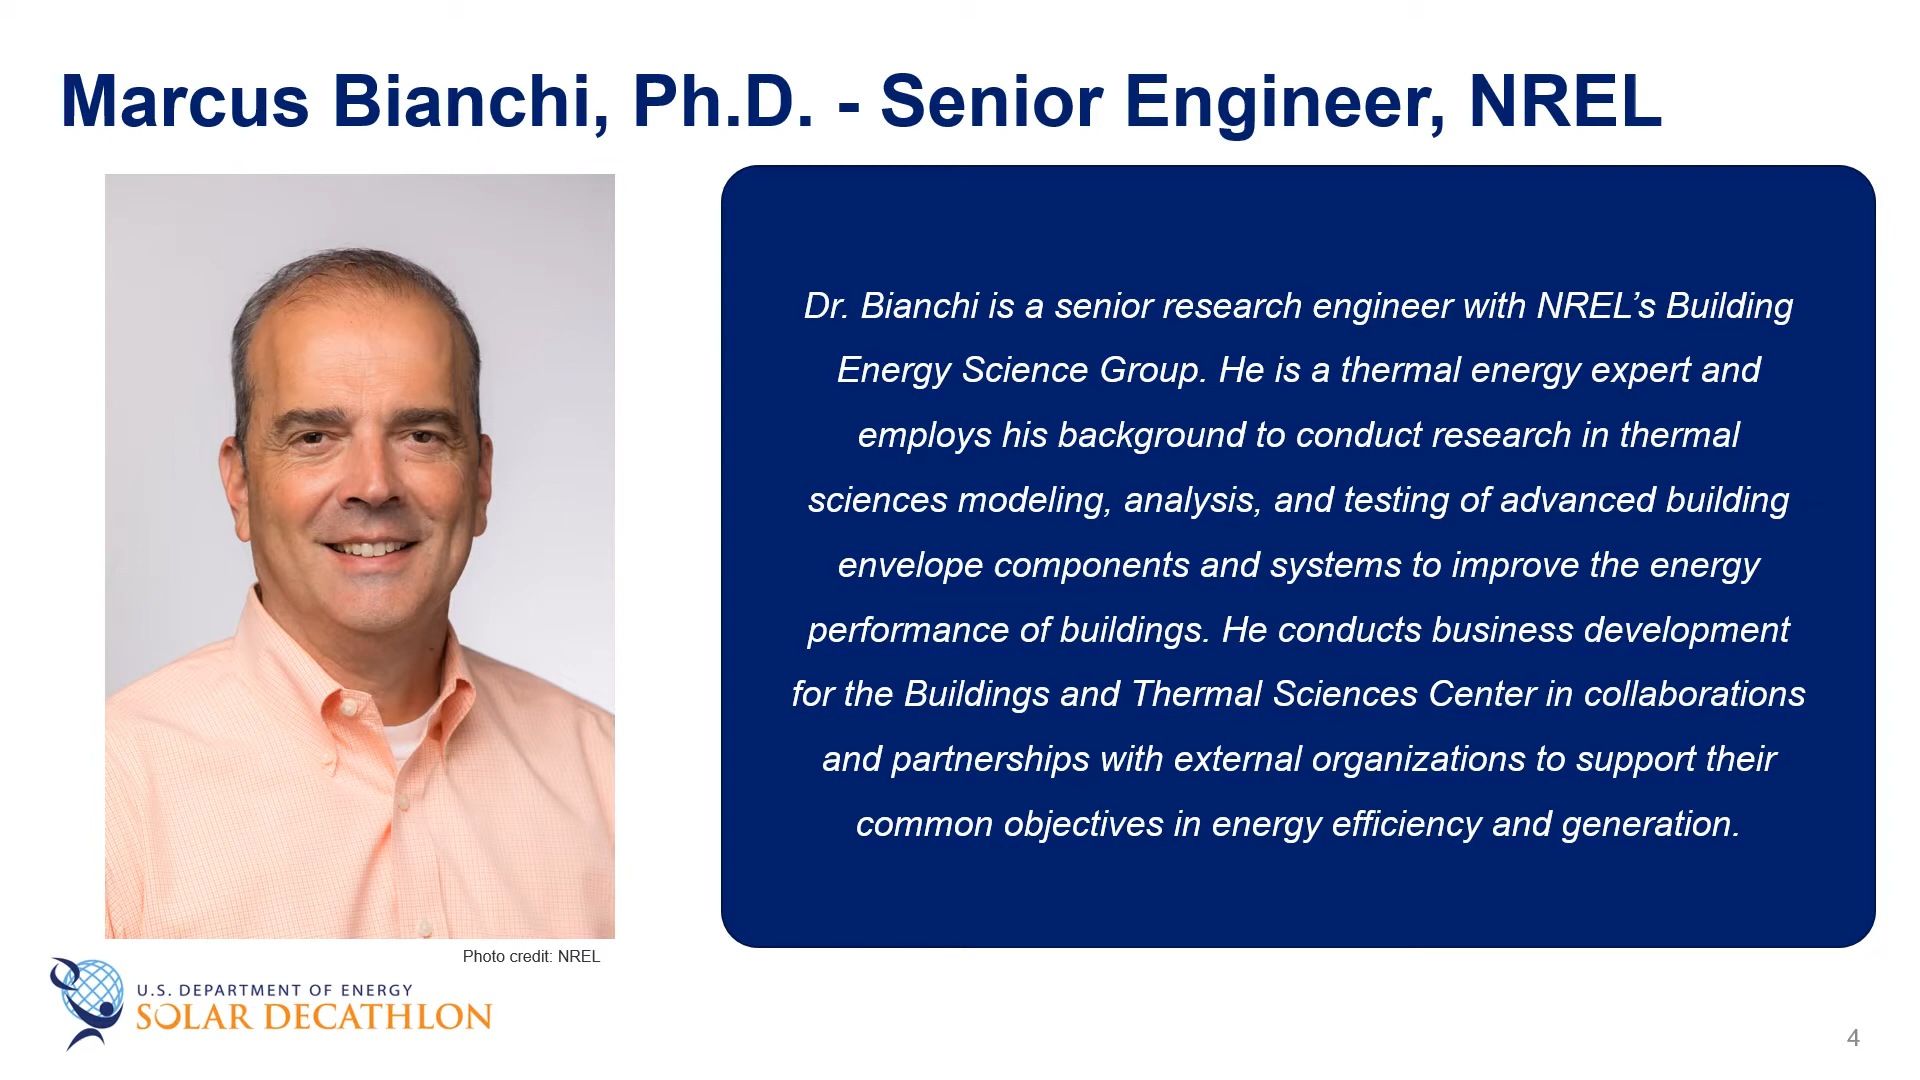 Marcus Bianchi, Ph.D. - Senior Engineer, NREL
Dr. Bianchi is a senior research engineer with NREL’s Building
Energy Science Group. He is a thermal energy expert and
employs his background to conduct research in thermal
sciences modeling, analysis, and testing of advanced building
envelope components and systems to improve the energy
performance of buildings. He conducts business development
for the Buildings and Thermal Sciences Center in collaborations
and partnerships with external organizations to support their
common objectives in energy efficiency and generation.
Photo credit: NREL
U.S. DEPARTMENT OF ENERGY
SOLAR DECATHLON
4